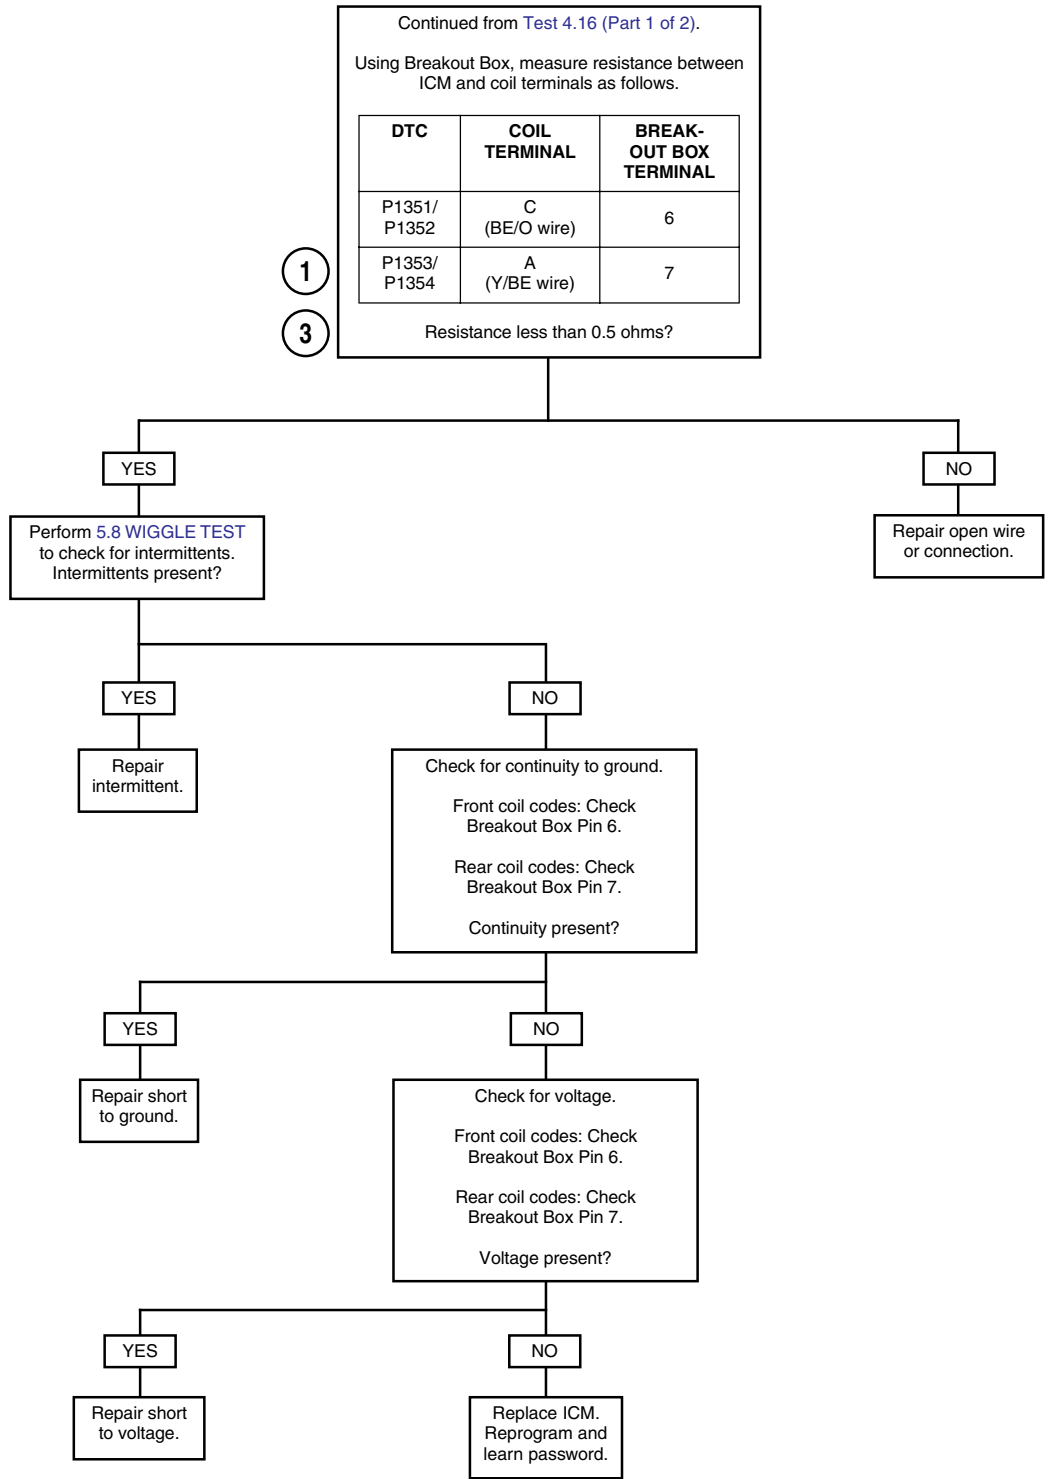 Continued from Test 4.16 (Part 1 of 2).
Using Breakout Box, measure resistance between
ICM and coil terminals as follows.
DTC
COIL
TERMINAL
BREAK-
OUT BOX
TERMINAL
P1351/
P1352
C
(BE/O wire)
6
1
P1353/
P1354
A
(Y/BE wire)
7
3
Resistance less than 0.5 ohms?
YES
NO
Perform 5.8 WIGGLE TEST
to check for intermittents.
Intermittents present?
Repair open wire
or connection.
YES
NO
Repair
intermittent.
Check for continuity to ground.
Front coil codes: Check
Breakout Box Pin 6.
Rear coil codes: Check
Breakout Box Pin 7.
Continuity present?
YES
NO
Repair short
to ground.
Check for voltage.
Front coil codes: Check
Breakout Box Pin 6.
Rear coil codes: Check
Breakout Box Pin 7.
Voltage present?
YES
NO
Repair short
to voltage.
Replace ICM.
Reprogram and
learn password.